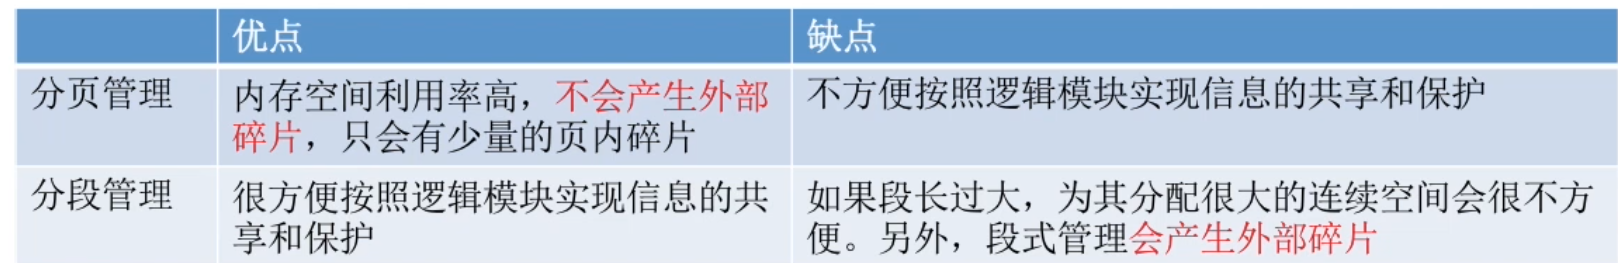 优点
缺点
分页管理
内存空间利用率高，不会产生外部
碎片，只会有少量的页内碎片
不方便按照逻辑模块实现信息的共享和保护
分段管理
很方便按照逻辑模块实现信息的共
享和保护
如果段长过大，为其分配很大的连续空间会很不方
便。另外，段式管理会产生外部碎片